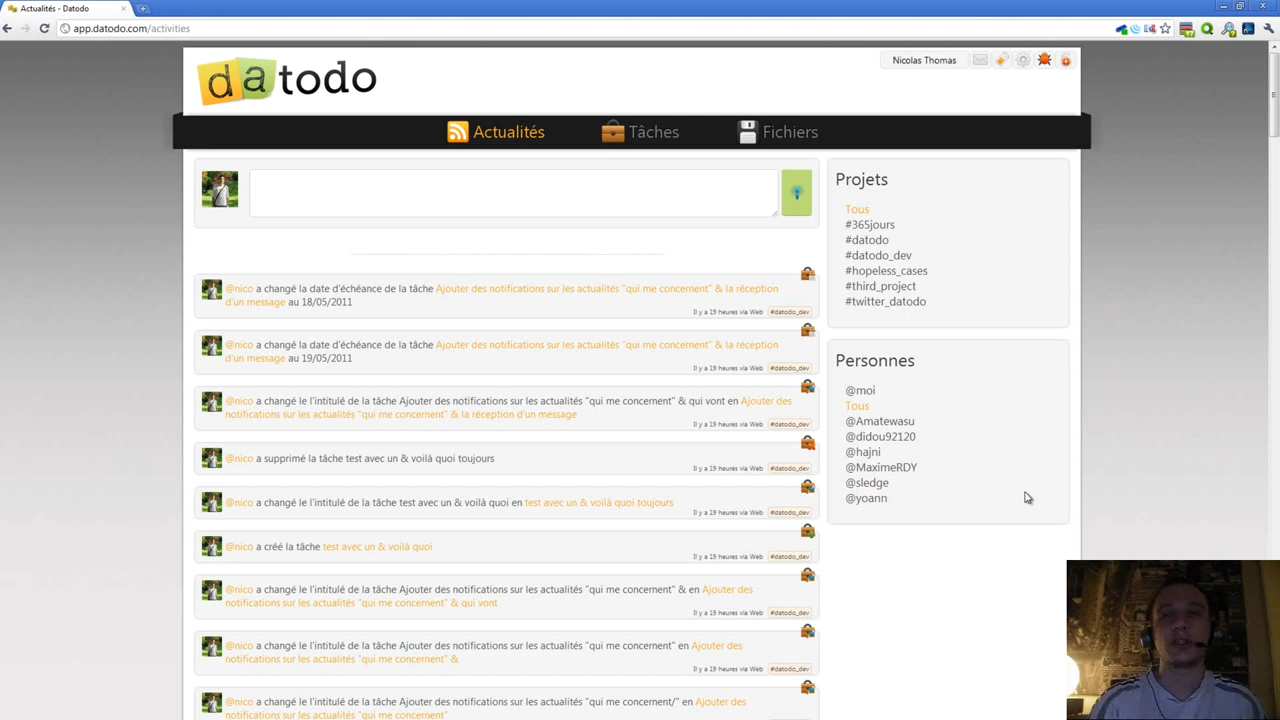 Actualités - Datodo
app.datodo.com/activities
datodo
Nicolas Thomas
Actualités
Tâches
Fichiers
@nico a changé la date d'échéance de la tâche Ajouter des notifications sur les actualités "qui me concernent" & la réception
d'un message au 18/05/2011
Il y a 19 heures via Web #datodo_dev
@nico a changé la date d'échéance de la tâche Ajouter des notifications sur les actualités "qui me concernent" & la réception
d'un message au 19/05/2011
Il y a 19 heures via Web #datodo_dev
@nico a changé le l'intitulé de la tâche Ajouter des notifications sur les actualités "qui me concernent" & qui vont en Ajouter des
notifications sur les actualités "qui me concernent" & la réception d'un message
Il y a 19 heures via Web #datodo_dev
@nico a supprimé la tâche test avec un & voilà quoi toujours
Il y a 19 heures via Web #datodo_dev
@nico a changé le l'intitulé de la tâche test avec un & voilà quoi en test avec un & voilà quoi toujours
Il y a 19 heures via Web #datodo_dev
@nico a créé la tâche test avec un & voilà quoi
Il y a 19 heures via Web #datodo_dev
@nico a changé le l'intitulé de la tâche Ajouter des notifications sur les actualités "qui me concernent" & en Ajouter des
notifications sur les actualités "qui me concernent" & qui vont
Il y a 19 heures via Web #datodo_dev
@nico a changé le l'intitulé de la tâche Ajouter des notifications sur les actualités "qui me concernent" en Ajouter des
notifications sur les actualités "qui me concernent" &
Il y a 19 heures via Web #datodo_dev
@nico a changé le l'intitulé de la tâche Ajouter des notifications sur les actualités "qui me concernent/" en Ajouter des
notifications sur les actualités "qui me concernent"
Projets
Tous
#365jours
#datodo
#datodo_dev
#hopeless_cases
#third_project
#twitter_datodo
Personnes
@moi
Tous
@Amatewasu
@didou92120
@hajni
@MaximeRDY
@sledge
@yoann